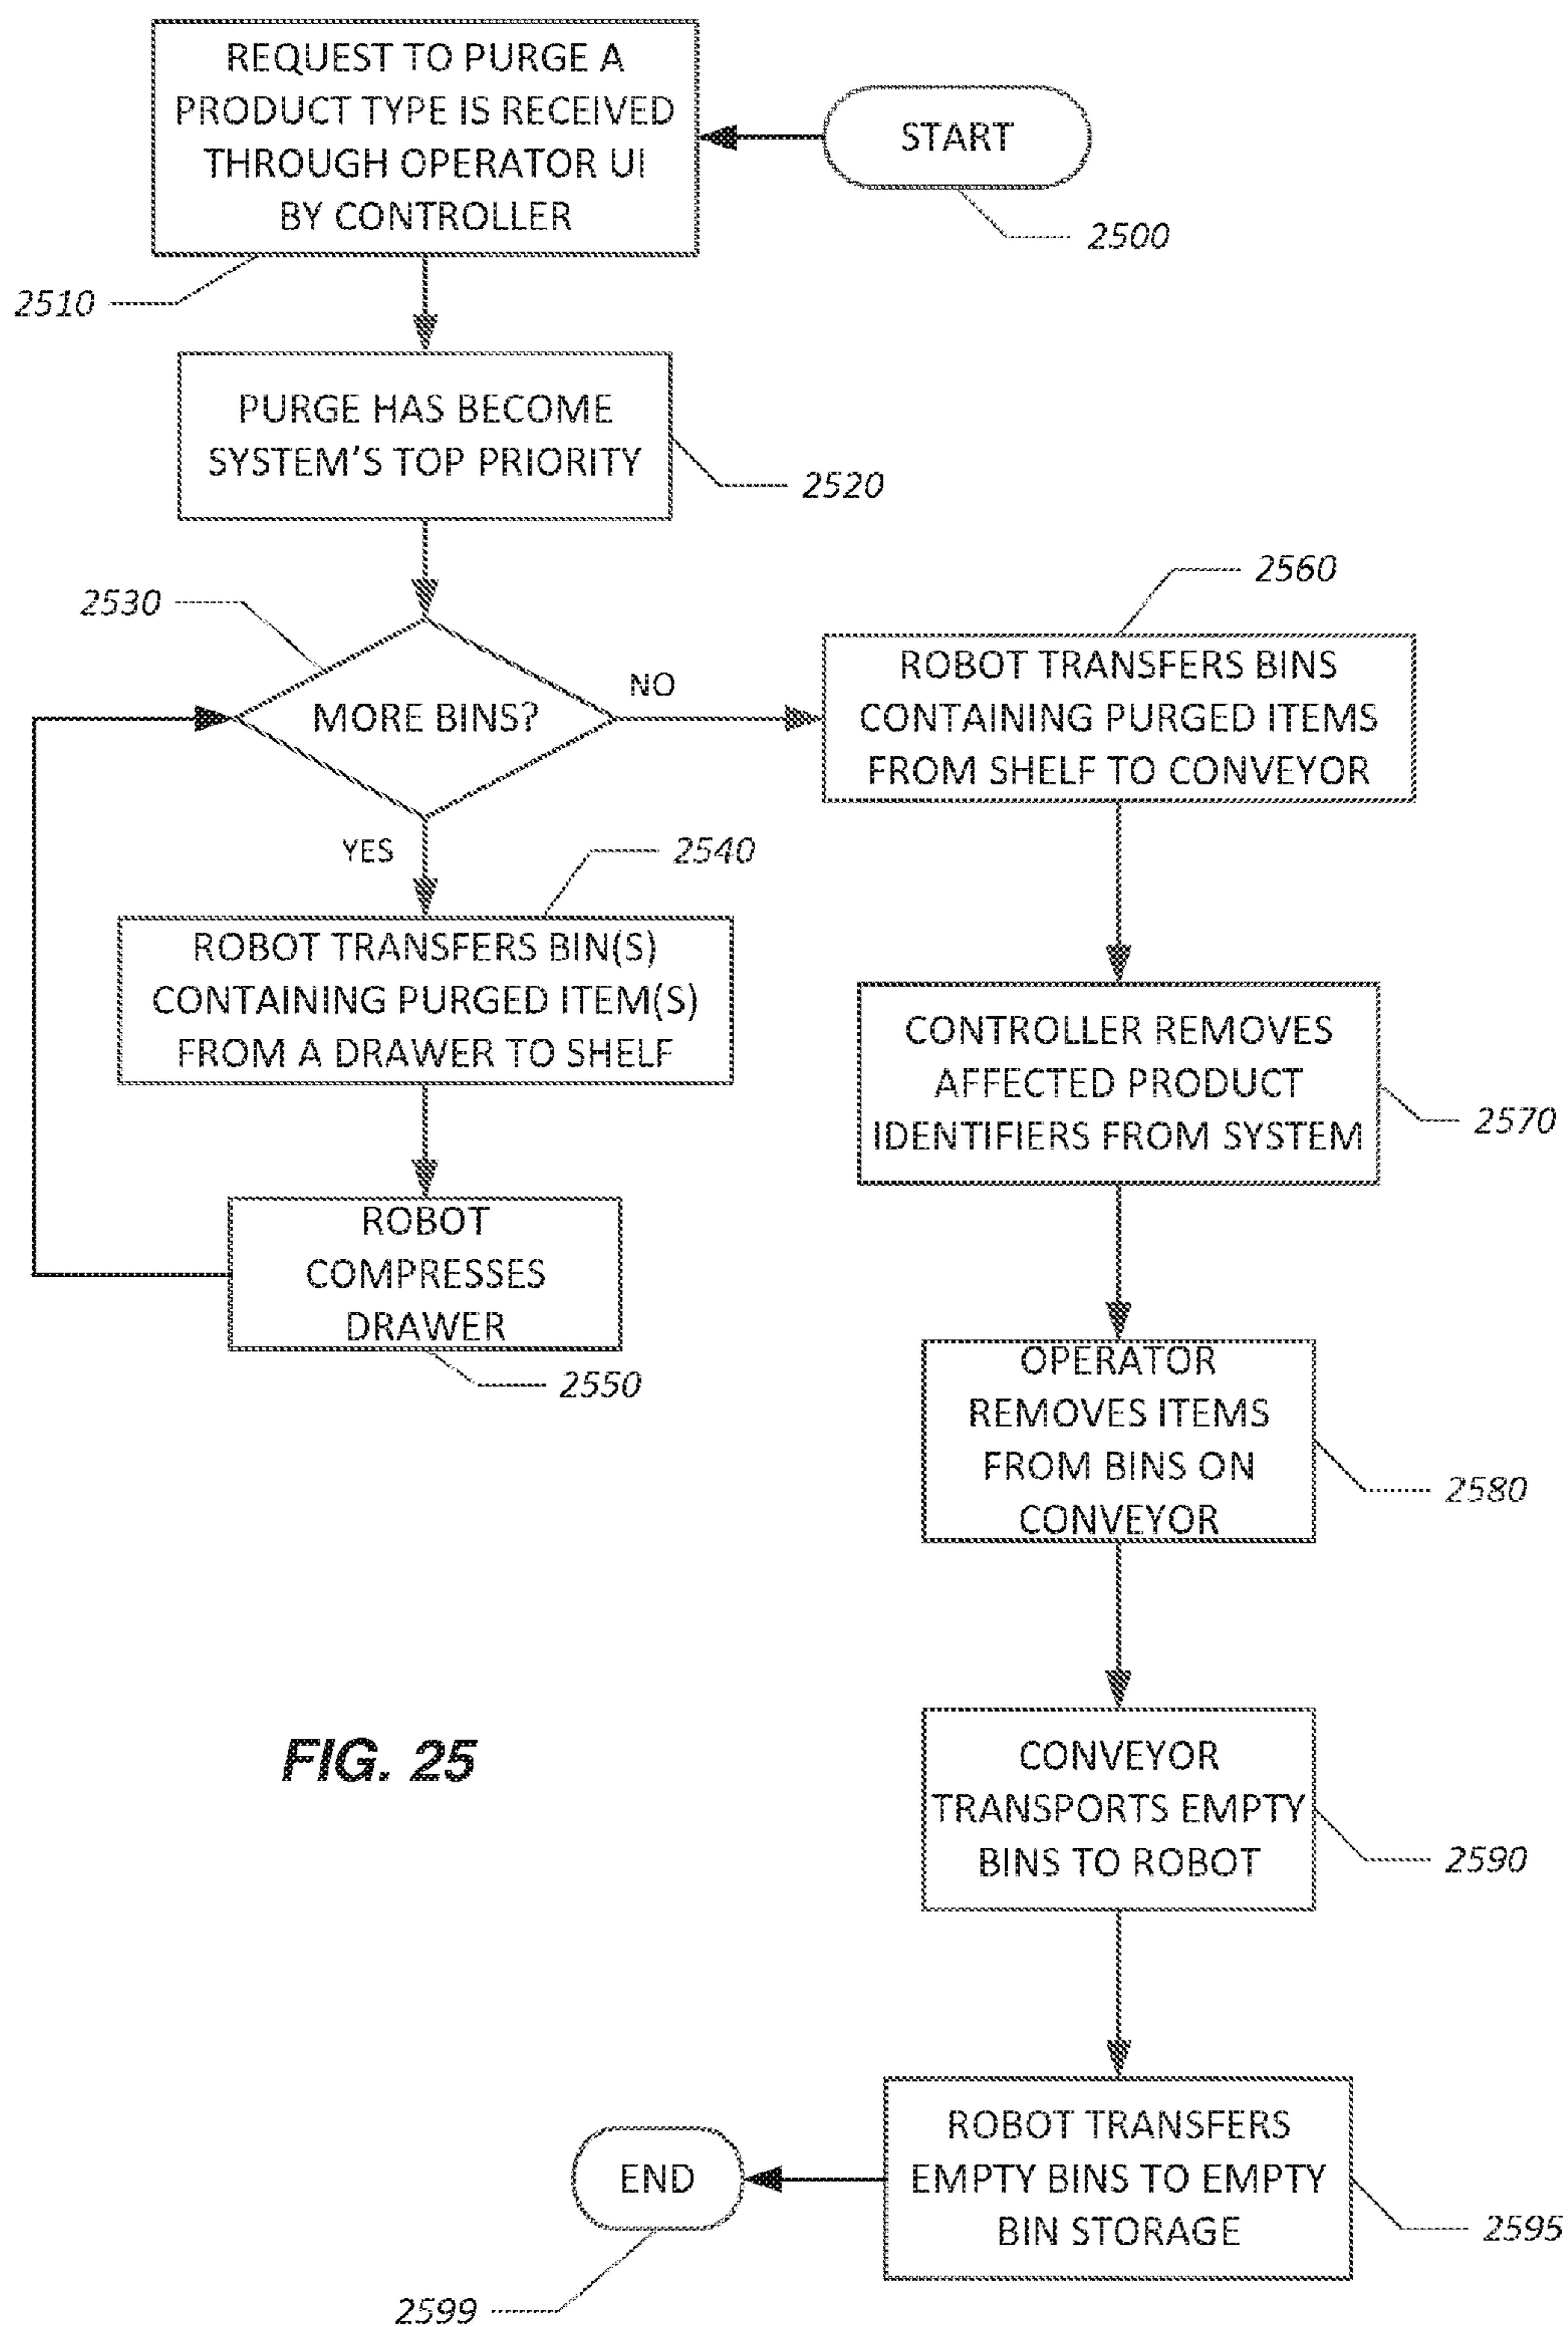 REQUEST TO PURGE A
PRODUCT TYPE IS RECEIVED
THROUGH OPERATOR UI
BY CONTROLLER
START
2500
2510
PURGE HAS BECOME
SYSTEM'S TOP PRIORITY
2520
2530
MORE BINS?
NO
YES
2560
ROBOT TRANSFERS BINS
CONTAINING PURGED ITEMS
FROM SHELF TO CONVEYOR
2540
ROBOT TRANSFERS BIN(S)
CONTAINING PURGED ITEM(S)
FROM A DRAWER TO SHELF
CONTROLLER REMOVES
AFFECTED PRODUCT
IDENTIFIERS FROM SYSTEM
2570
ROBOT
COMPRESSES
DRAWER
2550
OPERATOR
REMOVES ITEMS
FROM BINS ON
CONVEYOR
2580
FIG. 25
CONVEYOR
TRANSPORTS EMPTY
BINS TO ROBOT
2590
ROBOT TRANSFERS
EMPTY BINS TO EMPTY
BIN STORAGE
2595
END
2599